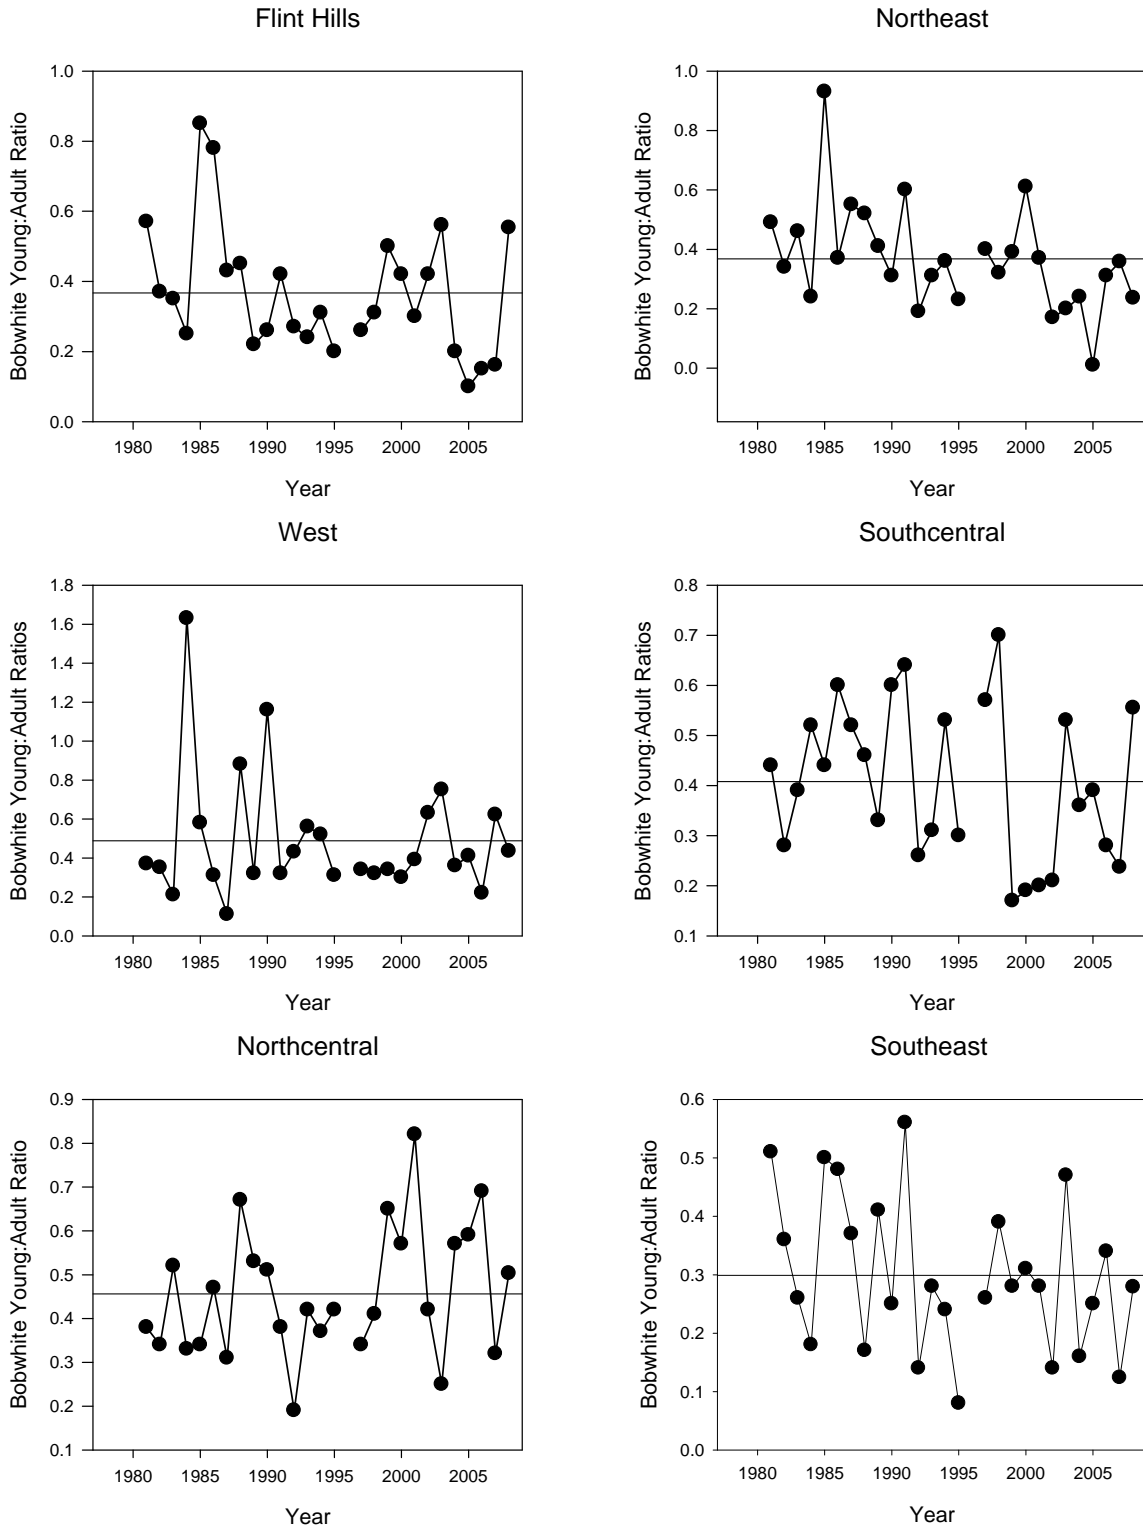 Flint Hills
Bobwhite Young:Adult Ratio
1.0
0.8
0.6
0.4
0.2
0.0
1980 1985 1990 1995 2000 2005
Year
Northeast
Bobwhite Young:Adult Ratio
1.0
0.8
0.6
0.4
0.2
0.0
1980 1985 1990 1995 2000 2005
Year
West
Bobwhite Young:Adult Ratios
1.8
1.6
1.4
1.2
1.0
0.8
0.6
0.4
0.2
0.0
1980 1985 1990 1995 2000 2005
Year
Southcentral
Bobwhite Young:Adult Ratios
0.8
0.7
0.6
0.5
0.4
0.3
0.2
0.1
1980 1985 1990 1995 2000 2005
Year
Northcentral
Bobwhite Young:Adult Ratio
0.9
0.8
0.7
0.6
0.5
0.4
0.3
0.2
0.1
1980 1985 1990 1995 2000 2005
Year
Southeast
Bobwhite Young:Adult Ratio
0.6
0.5
0.4
0.3
0.2
0.1
0.0
1980 1985 1990 1995 2000 2005
Year